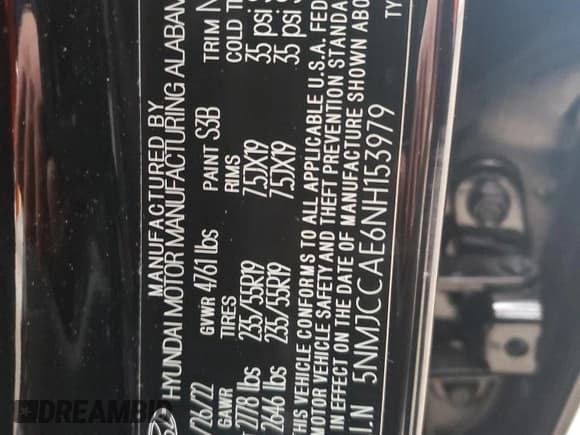 MANUFACTURED BY
HYUNDAI MOTOR MANUFACTURING ALABAM
/26/22 GVWR 4761 lbs PAINT S3B TRIM N
GAWR TIRES RIMS COLD TI
2778 lbs 235/55R19 7.5JX19 35 psi
2646 lbs 235/55R19 7.5JX19 35 psi
THIS VEHICLE CONFORMS TO ALL APPLICABLE U.S.A. FED
MOTOR VEHICLE SAFETY AND THEFT PREVENTION STANDA
IN EFFECT ON THE DATE OF MANUFACTURE SHOWN ABO
I.N 5NMJCCAE6NH153979 TY
DREAMBID